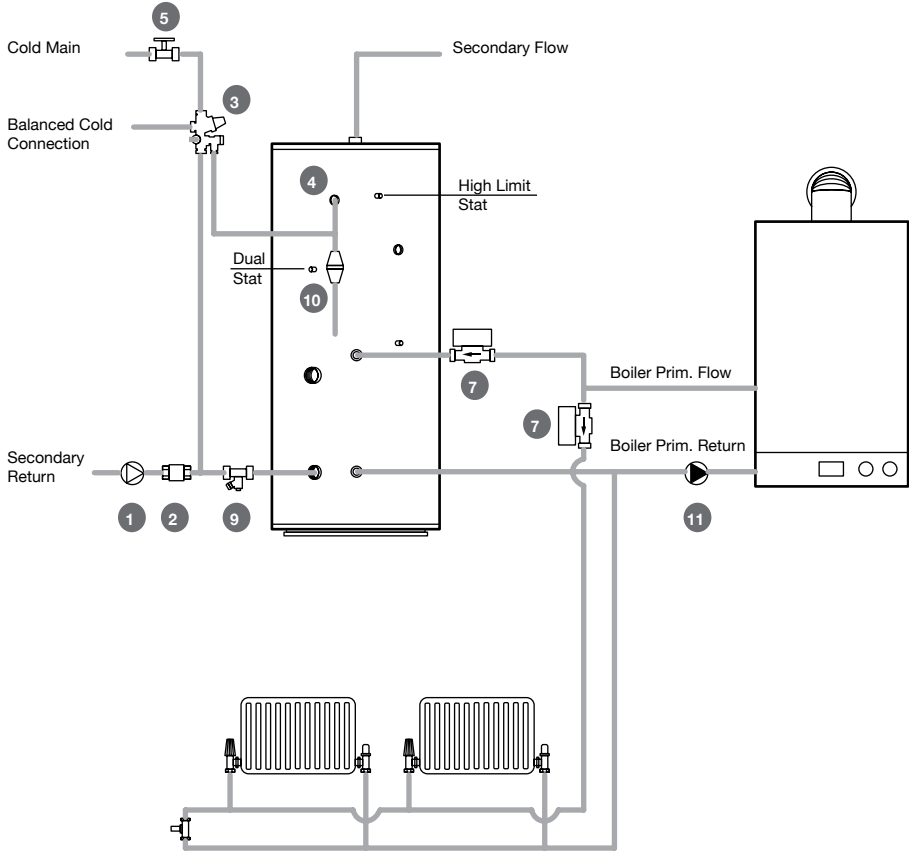 5
Cold Main
Secondary Flow
3
Balanced Cold
Connection
4
High Limit
Stat
Dual
Stat
10
7
Boiler Prim. Flow
7
Boiler Prim. Return
Secondary
Return
1
2
9
11